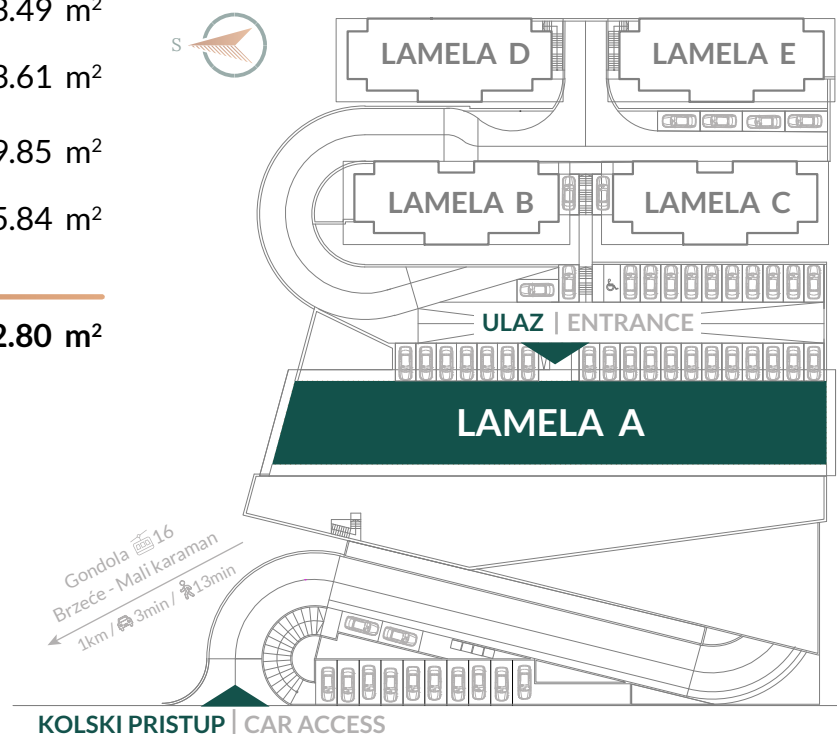 3.49 m²
3.61 m²
9.85 m²
5.84 m²
2.80 m²
S
LAMELA D
LAMELA E
LAMELA B
LAMELA C
ULAZ | ENTRANCE
LAMELA A
Gondola 16
Brzeće - Mali karaman
1km / 3min / 13min
KOLSKI PRISTUP | CAR ACCESS